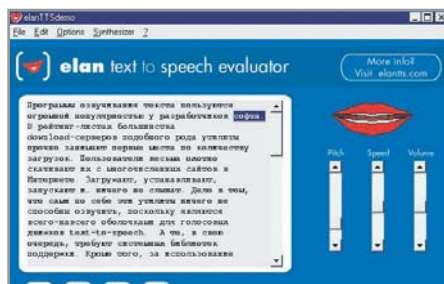 elanTTSdemo
File Edit Options Synthesizer ?
elan text to speech evaluator
More info?
Visit elantts.com
Программы озвучивания текста пользуются
огромной популярностью у разработчиков софта.
В рейтинг-листах большинства
download-серверов подобного рода утилиты
прочно занимают первые места по количеству
загрузок. Пользователи весьма охотно
скачивают их с многочисленных сайтов в
Интернете. Загружают, устанавливают,
запускают и… ничего не слышат. Дело в том,
что сами по себе эти утилиты ничего не
способны озвучить, поскольку являются
всего-навсего оболочками для голосовых
движков text-to-speech. А те, в свою
очередь, требуют системных библиотек
поддержки. Кроме того, за использование
Pitch Speed Volume